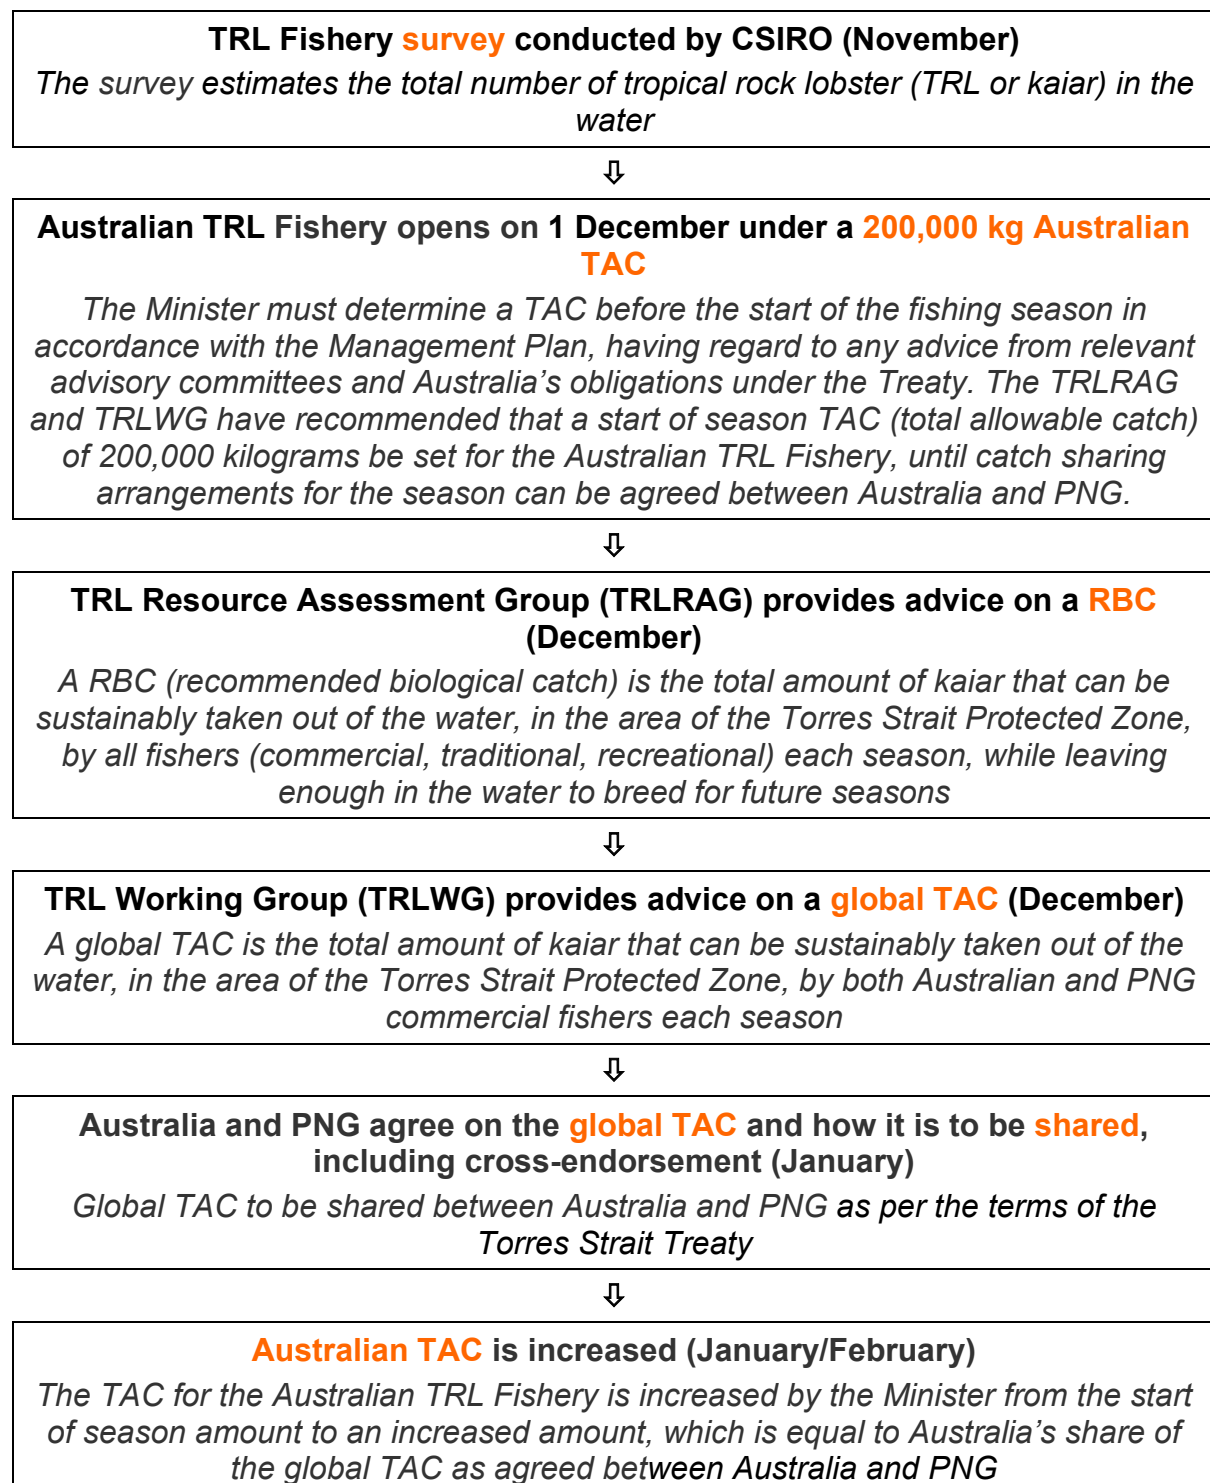 TRL Fishery survey conducted by CSIRO (November)
The survey estimates the total number of tropical rock lobster (TRL or kaiar) in the
water
⇩
Australian TRL Fishery opens on 1 December under a 200,000 kg Australian
TAC
The Minister must determine a TAC before the start of the fishing season in
accordance with the Management Plan, having regard to any advice from relevant
advisory committees and Australia’s obligations under the Treaty. The TRLRAG
and TRLWG have recommended that a start of season TAC (total allowable catch)
of 200,000 kilograms be set for the Australian TRL Fishery, until catch sharing
arrangements for the season can be agreed between Australia and PNG.
⇩
TRL Resource Assessment Group (TRLRAG) provides advice on a RBC
(December)
A RBC (recommended biological catch) is the total amount of kaiar that can be
sustainably taken out of the water, in the area of the Torres Strait Protected Zone,
by all fishers (commercial, traditional, recreational) each season, while leaving
enough in the water to breed for future seasons
⇩
TRL Working Group (TRLWG) provides advice on a global TAC (December)
A global TAC is the total amount of kaiar that can be sustainably taken out of the
water, in the area of the Torres Strait Protected Zone, by both Australian and PNG
commercial fishers each season
⇩
Australia and PNG agree on the global TAC and how it is to be shared,
including cross-endorsement (January)
Global TAC to be shared between Australia and PNG as per the terms of the
Torres Strait Treaty
⇩
Australian TAC is increased (January/February)
The TAC for the Australian TRL Fishery is increased by the Minister from the start
of season amount to an increased amount, which is equal to Australia’s share of
the global TAC as agreed between Australia and PNG